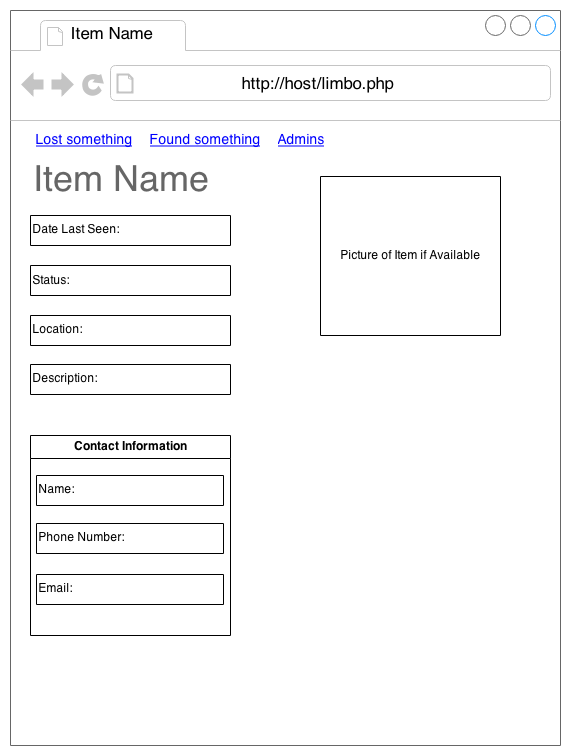 Item Name
http://host/limbo.php
Lost something Found something Admins
Item Name
Date Last Seen:
Picture of Item if Available
Status:
Location:
Description:
Contact Information
Name:
Phone Number:
Email: